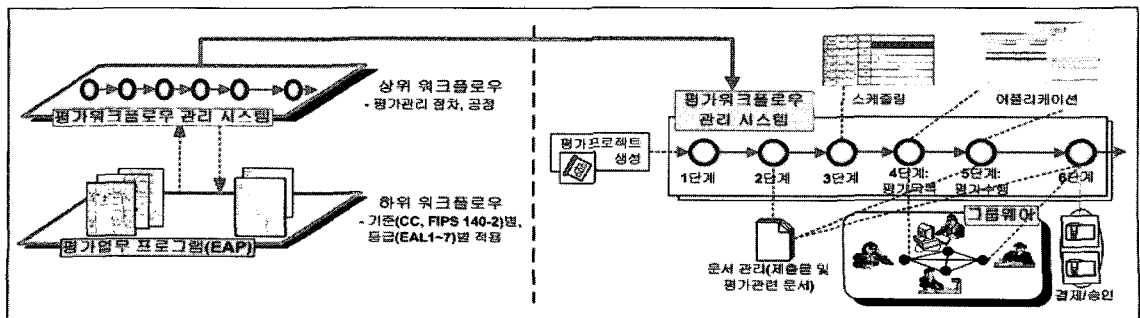 상위 워크플로우
- 평가관리 절차, 공정
평가워크플로우 관리 시스템
하위 워크플로우
- 기준(CC, FIPS 140-2)별,
등급(EAL1~7)별 적용
평가업무 프로그램(EAP)
스케줄링
어플리케이션
평가워크플로우
관리 시스템
평가프로젝트
생성
1단계
2단계
3단계
4단계:
5단계:
평가수행
6단계
그룹웨어
문서 관리(제출물 및
평가관련 문서)
결제/승인